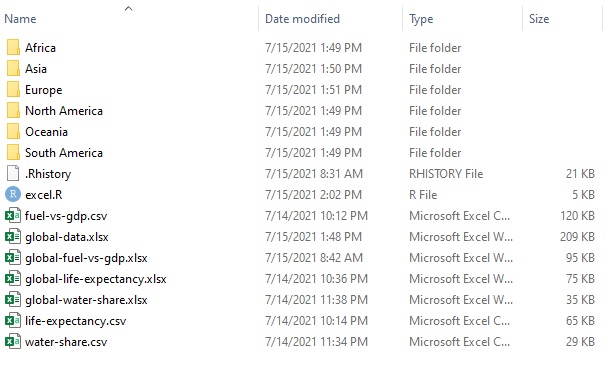 Name Date modified Type Size
Africa 7/15/2021 1:49 PM File folder
Asia 7/15/2021 1:50 PM File folder
Europe 7/15/2021 1:51 PM File folder
North America 7/15/2021 1:49 PM File folder
Oceania 7/15/2021 1:49 PM File folder
South America 7/15/2021 1:49 PM File folder
.Rhistory 7/15/2021 8:31 AM RHISTORY File 21 KB
R excel.R 7/15/2021 2:02 PM R File 5 KB
fuel-vs-gdp.csv 7/14/2021 10:12 PM Microsoft Excel C... 120 KB
global-data.xlsx 7/15/2021 1:48 PM Microsoft Excel W... 209 KB
global-fuel-vs-gdp.xlsx 7/15/2021 8:42 AM Microsoft Excel W... 95 KB
global-life-expectancy.xlsx 7/14/2021 10:36 PM Microsoft Excel W... 75 KB
global-water-share.xlsx 7/14/2021 11:38 PM Microsoft Excel W... 35 KB
life-expectancy.csv 7/14/2021 10:14 PM Microsoft Excel C... 65 KB
water-share.csv 7/14/2021 11:34 PM Microsoft Excel C... 29 KB